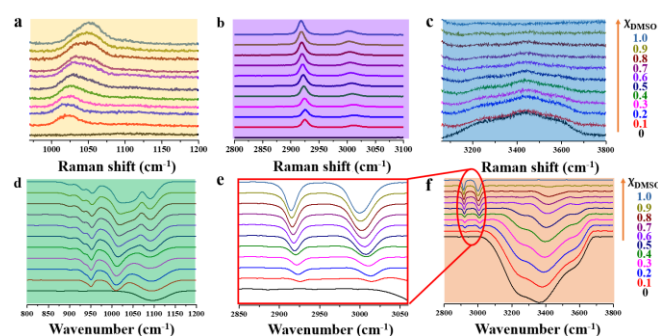 a
b
c
χDMSO
1.0
0.9
0.8
0.7
0.6
0.5
0.4
0.3
0.2
0.1
0
1000 1050 1100 1150 1200
2850 2900 2950 3000 3050 3100
3200 3400 3600 3800
Raman shift (cm-1)
Raman shift (cm-1)
Raman shift (cm-1)
d
e
f
χDMSO
1.0
0.9
0.8
0.7
0.6
0.5
0.4
0.3
0.2
0.1
0
800 900 1000 1100 1200
2850 2900 2950 3000 3050
2800 3000 3200 3400 3600 3800
Wavenumber (cm-1)
Wavenumber (cm-1)
Wavenumber (cm-1)